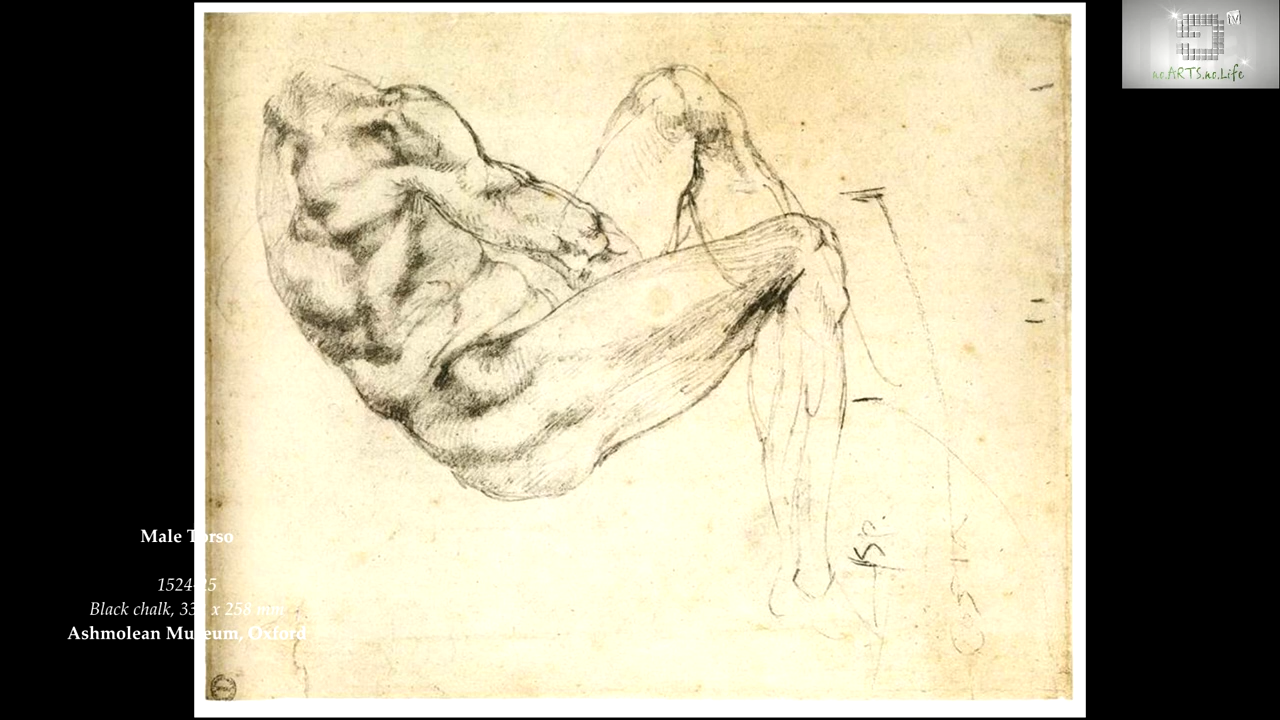 no.ARTS.no.Life
Male Torso
1524-25
Black chalk, x 258 mm
Ashmolean Museum, Oxford